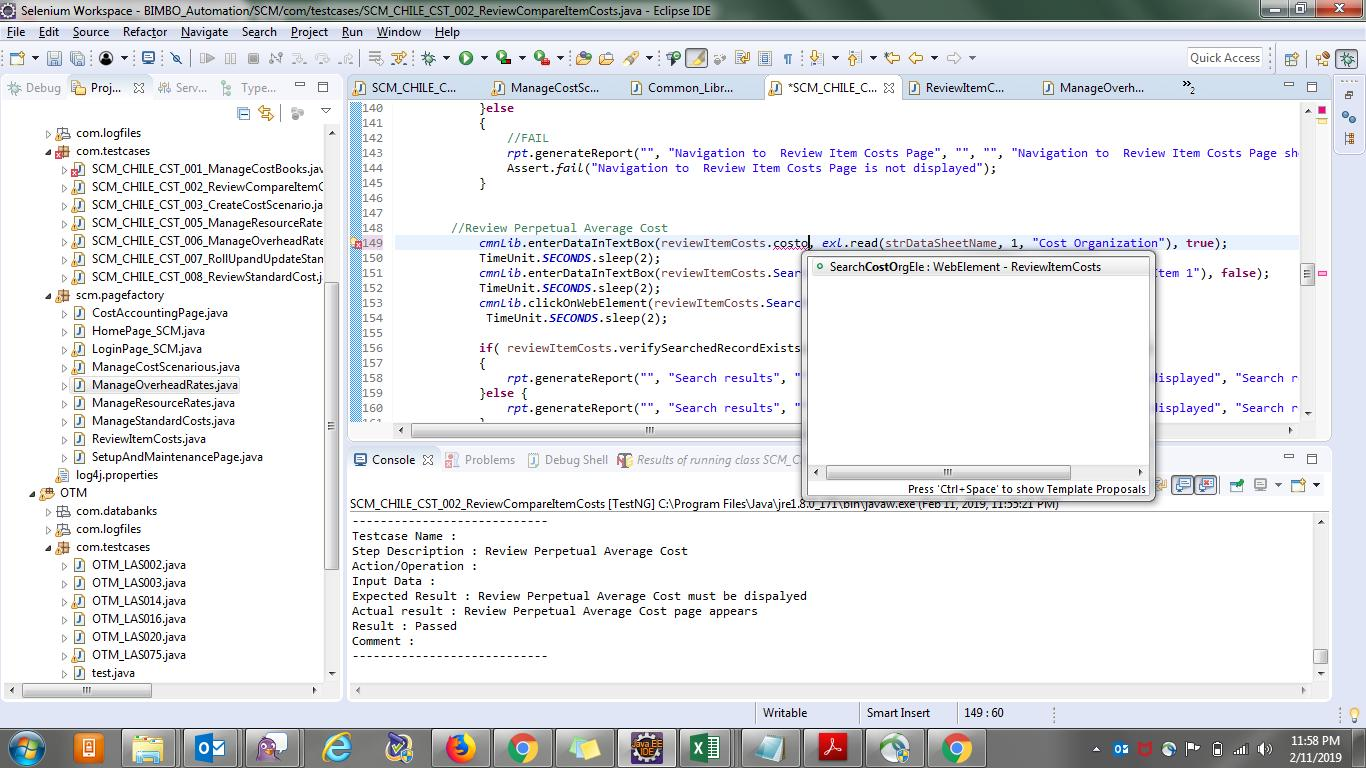 Selenium Workspace - BIMBO_Automation/SCM/com/testcases/SCM_CHILE_CST_002_ReviewCompareItemCosts.java - Eclipse IDE
File Edit Source Refactor Navigate Search Project Run Window Help
Quick Access
Debug Proj... Serv... Type...
SCM_CHILE_C... ManageCostSc... Common_Libr... *SCM_CHILE_C... ReviewItemC... ManageOverh... »2
com.logfiles
com.testcases
SCM_CHILE_CST_001_ManageCostBooks.jav
SCM_CHILE_CST_002_ReviewCompareItemC
SCM_CHILE_CST_003_CreateCostScenario.ja
SCM_CHILE_CST_005_ManageResourceRate
SCM_CHILE_CST_006_ManageOverheadRate
SCM_CHILE_CST_007_RollUpandUpdateStan
SCM_CHILE_CST_008_ReviewStandardCost.j
scm.pagefactory
CostAccountingPage.java
HomePage_SCM.java
LoginPage_SCM.java
ManageCostScenarious.java
ManageOverheadRates.java
ManageResourceRates.java
ManageStandardCosts.java
ReviewItemCosts.java
SetupAndMaintenancePage.java
log4j.properties
OTM
com.databanks
com.logfiles
com.testcases
OTM_LAS002.java
OTM_LAS003.java
OTM_LAS014.java
OTM_LAS016.java
OTM_LAS020.java
OTM_LAS075.java
test.java
140 }else
141 {
142 //FAIL
143 rpt.generateReport("", "Navigation to  Review Item Costs Page", "", "", "Navigation to  Review Item Costs Page sh
144 Assert.fail("Navigation to  Review Item Costs Page is not displayed");
145 }
146
147
148 //Review Perpetual Average Cost
149 cmnLib.enterDataInTextBox(reviewItemCosts.costo, exl.read(strDataSheetName, 1, "Cost Organization"), true);
150 TimeUnit.SECONDS.sleep(2);
151 cmnLib.enterDataInTextBox(reviewItemCosts.Sear tem 1"), false);
152 TimeUnit.SECONDS.sleep(2);
153 cmnLib.clickOnWebElement(reviewItemCosts.Sear
154 TimeUnit.SECONDS.sleep(2);
155
156 if( reviewItemCosts.verifySearchedRecordExists
157 {
158 rpt.generateReport("", "Search results", " isplayed", "Search r
159 }else {
160 rpt.generateReport("", "Search results", " isplayed", "Search r
161 }
SearchCostOrgEle : WebElement - ReviewItemCosts
Press 'Ctrl+Space' to show Template Proposals
Console Problems Debug Shell Results of running class SCM_C
SCM_CHILE_CST_002_ReviewCompareItemCosts [TestNG] C:\Program Files\Java\jre1.8.0_171\bin\javaw.exe (Feb 11, 2019, 11:55:21 PM)
---------------------------
Testcase Name :
Step Description : Review Perpetual Average Cost
Action/Operation :
Input Data :
Expected Result : Review Perpetual Average Cost must be dispalyed
Actual result : Review Perpetual Average Cost page appears
Result : Passed
Comment :
---------------------------
Writable Smart Insert 149 : 60
Java EE
IDE
11:58 PM
2/11/2019